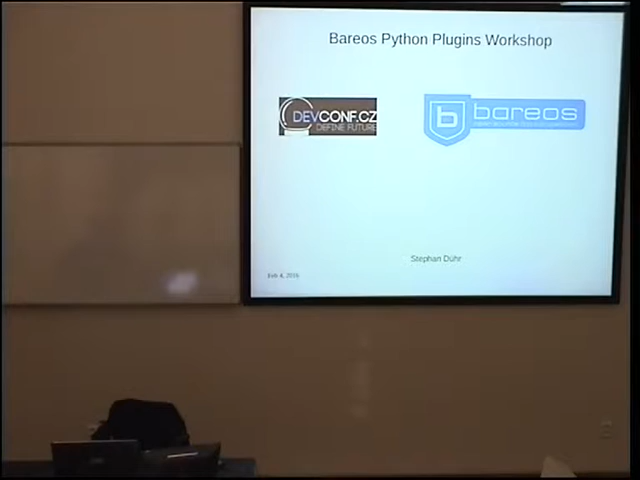 Bareos Python Plugins Workshop
DEVCONF.CZ
DEFINE FUTURE
b bareos
Stephan Dühr
Feb 4, 2016